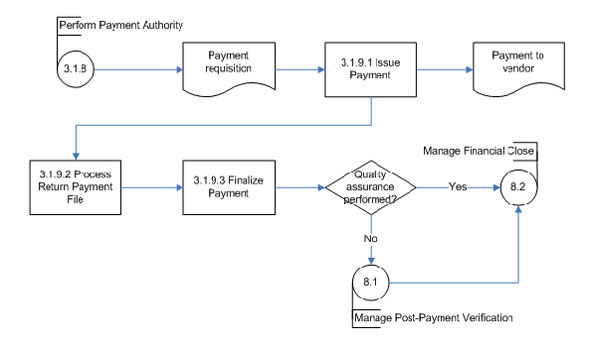 Perform Payment Authority
3.1.8
Payment
requisition
3.1.9.1 Issue
Payment
Payment to
vendor
3.1.9.2 Process
Return Payment
File
3.1.9.3 Finalize
Payment
Quality
assurance
performed?
Yes
Manage Financial Close
8.2
No
8.1
Manage Post-Payment Verification